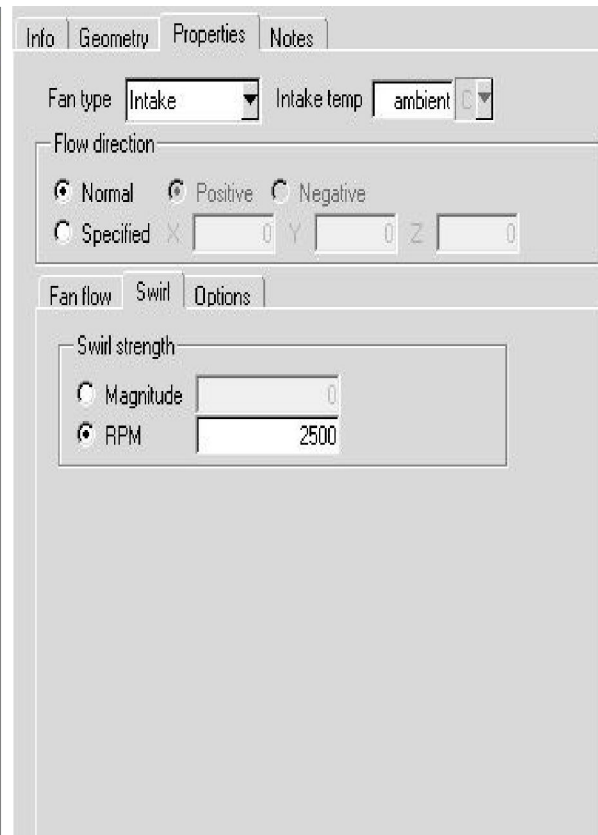 Info Geometry Properties Notes
Fan type Intake Intake temp ambient C
Flow direction
Normal Positive Negative
Specified X 0 Y 0 Z 0
Fan flow Swirl Options
Swirl strength
Magnitude 0
RPM 2500